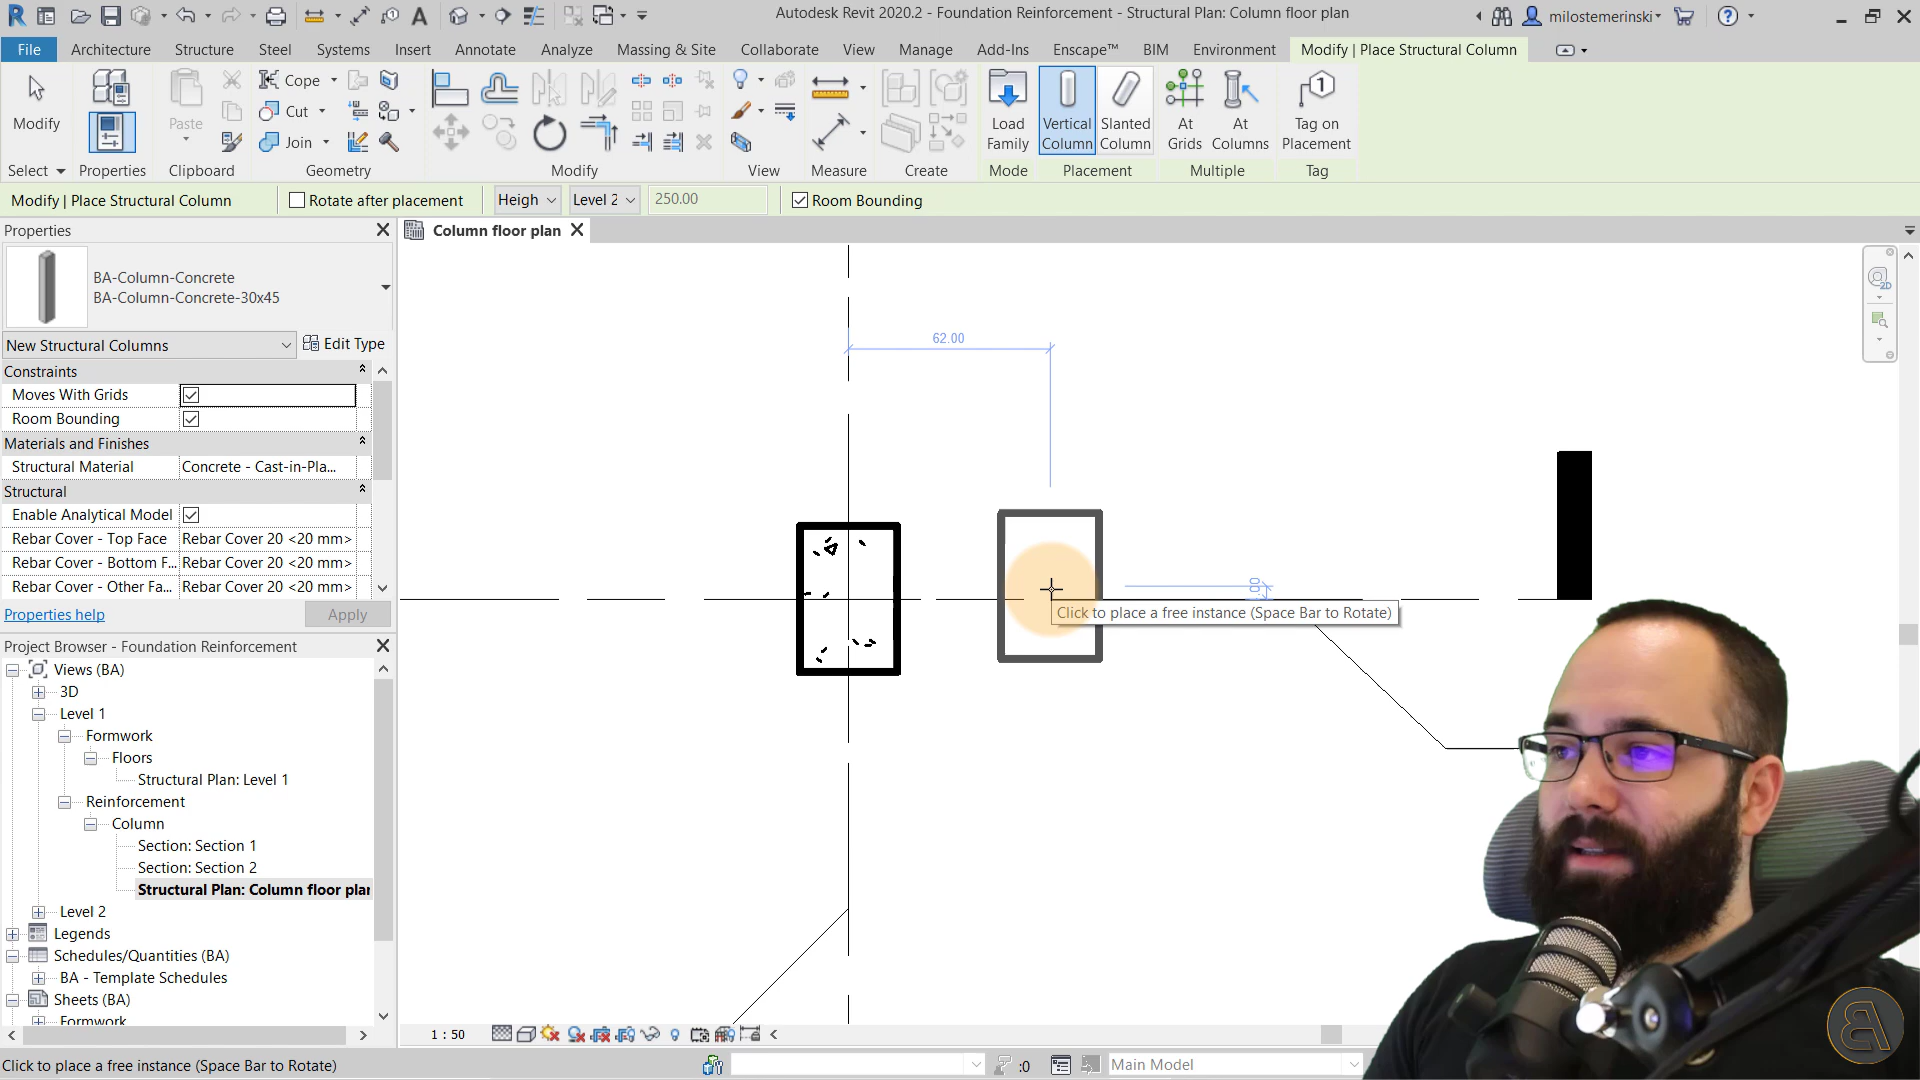 Autodesk Revit 2020.2 - Foundation Reinforcement - Structural Plan: Column floor plan
milostemerinski
File Architecture Structure Steel Systems Insert Annotate Analyze Massing & Site Collaborate View Manage Add-Ins Enscape™ BIM Environment Modify | Place Structural Column
Modify
Paste
Cope
Cut
Join
Load Family
Vertical Column
Slanted Column
At Grids
At Columns
Tag on Placement
Select Properties Clipboard Geometry Modify View Measure Create Mode Placement Multiple Tag
Modify | Place Structural Column Rotate after placement Heigh Level 2 250.00 Room Bounding
Properties
Column floor plan
BA-Column-Concrete
BA-Column-Concrete-30x45
New Structural Columns Edit Type
Constraints
Moves With Grids
Room Bounding
Materials and Finishes
Structural Material Concrete - Cast-in-Pla...
Structural
Enable Analytical Model
Rebar Cover - Top Face Rebar Cover 20 <20 mm>
Rebar Cover - Bottom F... Rebar Cover 20 <20 mm>
Rebar Cover - Other Fa... Rebar Cover 20 <20 mm>
Properties help Apply
Project Browser - Foundation Reinforcement
Views (BA)
3D
Level 1
Formwork
Floors
Structural Plan: Level 1
Reinforcement
Column
Section: Section 1
Section: Section 2
Structural Plan: Column floor plan
Level 2
Legends
Schedules/Quantities (BA)
BA - Template Schedules
Sheets (BA)
Formwork
62.00
Click to place a free instance (Space Bar to Rotate)
2D
1 : 50
Click to place a free instance (Space Bar to Rotate)
:0
Main Model